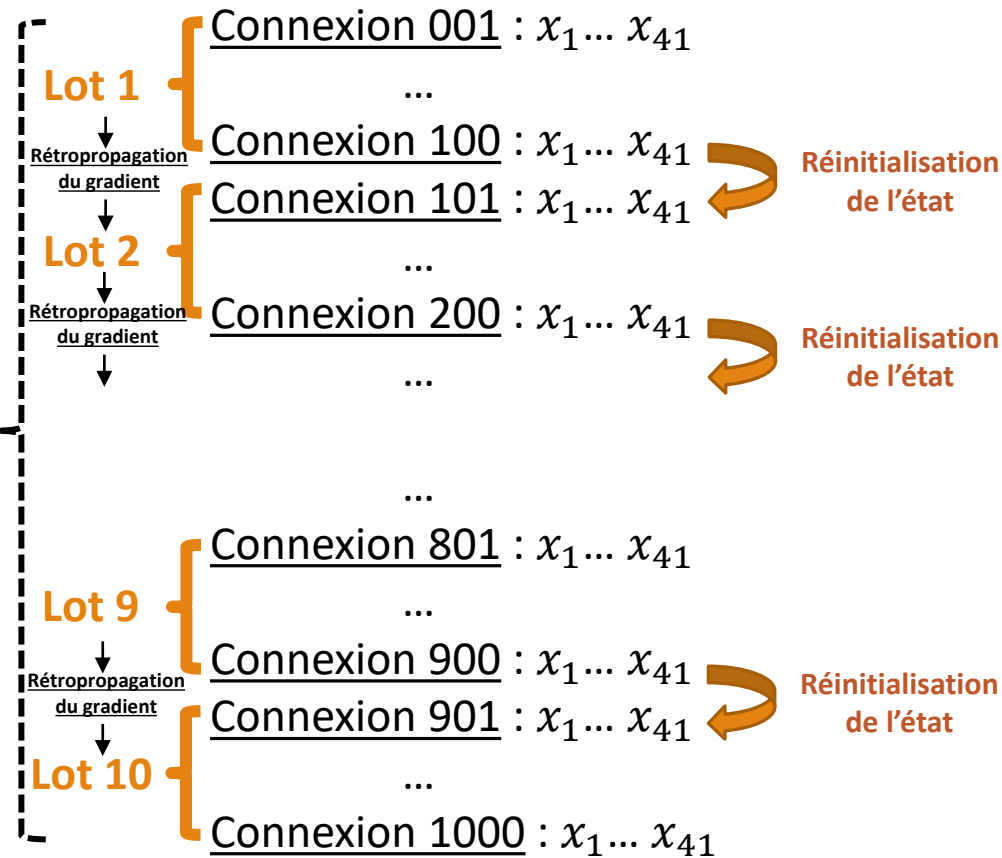 Connexion 001 : x₁… x₄₁
Lot 1
…
Rétropropagation
du gradient
Connexion 100 : x₁… x₄₁
Réinitialisation
de l'état
Connexion 101 : x₁… x₄₁
Lot 2
…
Rétropropagation
du gradient
Connexion 200 : x₁… x₄₁
Réinitialisation
de l'état
…
…
Connexion 801 : x₁… x₄₁
Lot 9
…
Rétropropagation
du gradient
Connexion 900 : x₁… x₄₁
Réinitialisation
de l'état
Connexion 901 : x₁… x₄₁
Lot 10
…
Connexion 1000 : x₁… x₄₁